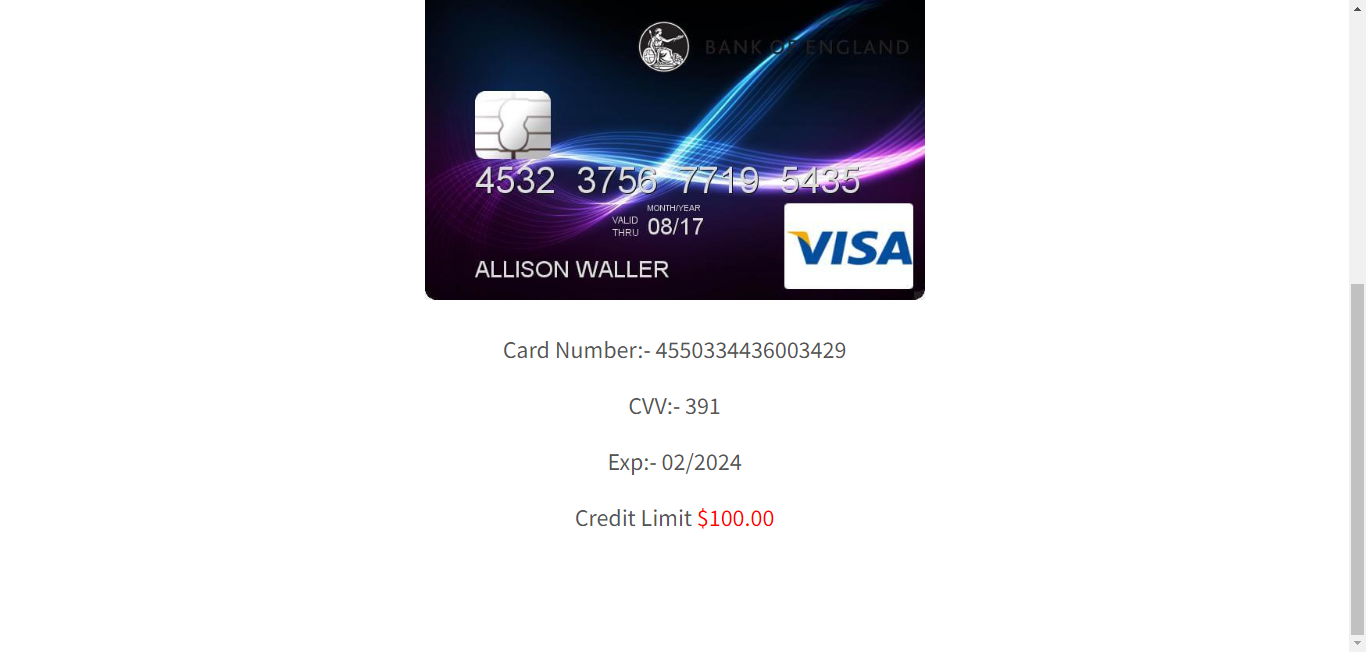 BANK OF ENGLAND
4532 3756 7719 5435
MONTH/YEAR
VALID
THRU
08/17
ALLISON WALLER
VISA
Card Number:- 4550334436003429
CVV:- 391
Exp:- 02/2024
Credit Limit $100.00